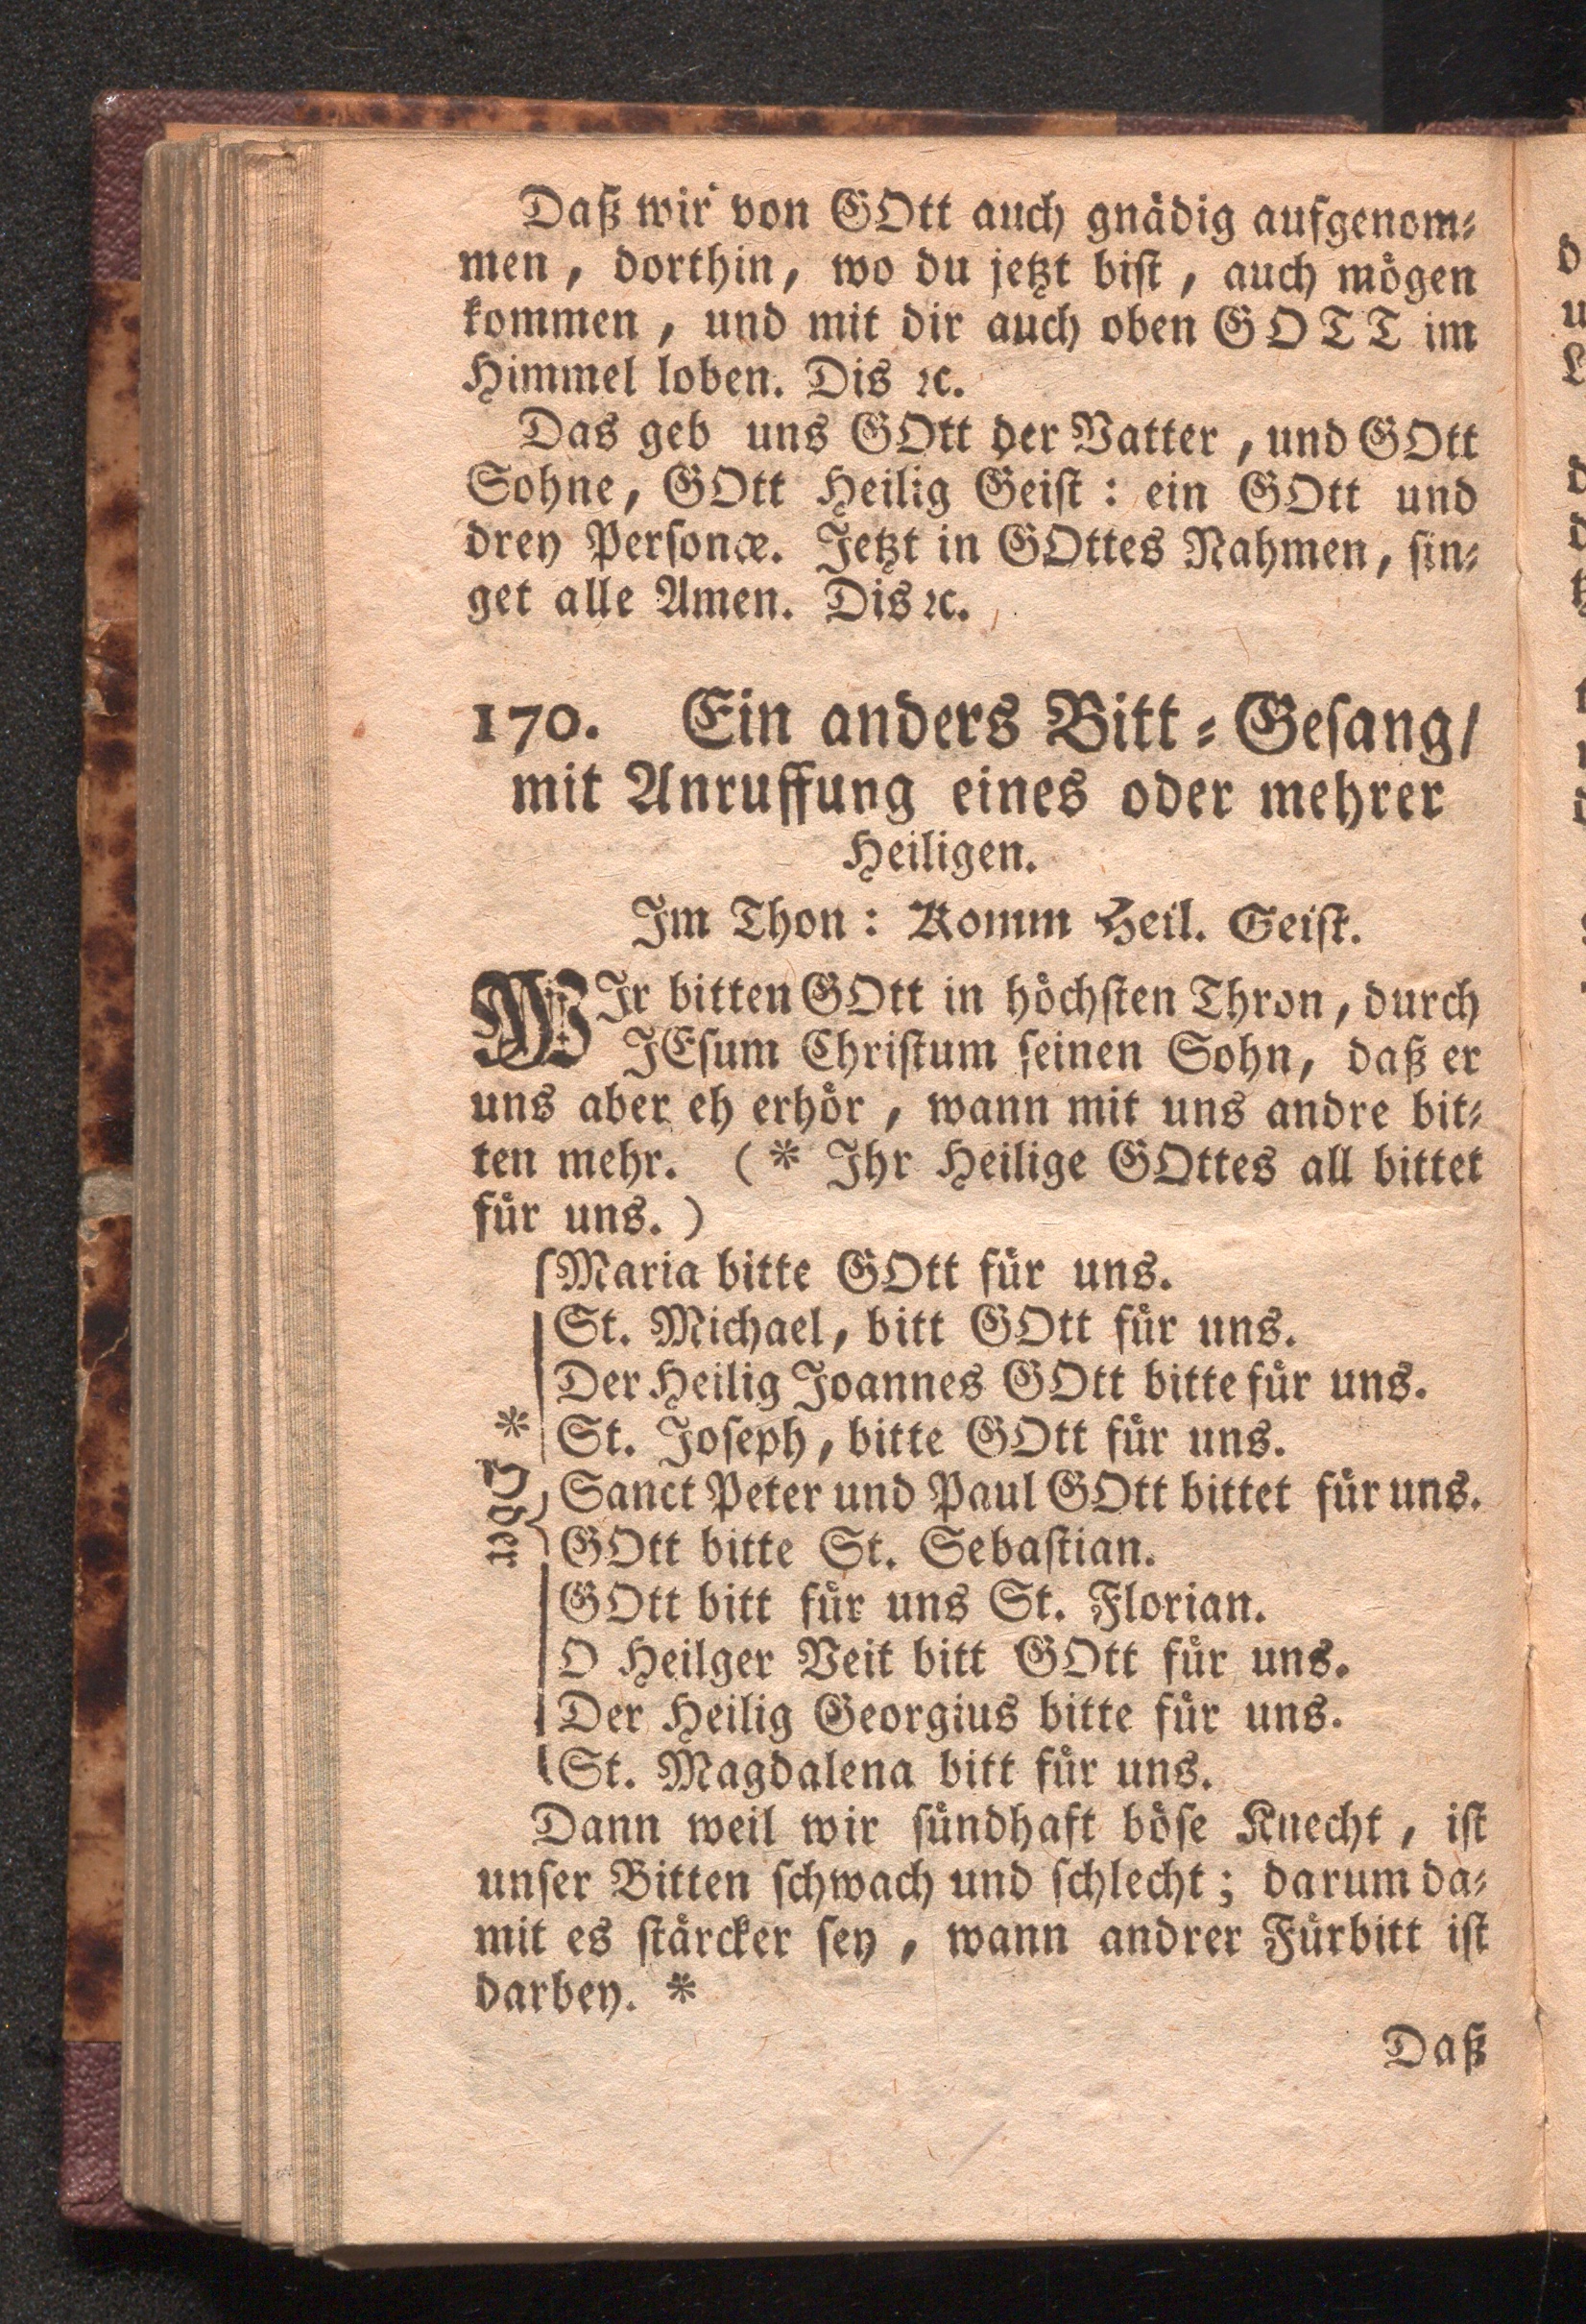 Daß wir von GOtt auch gnädig aufgenom-
men, dorthin, wo du jetzt bist, auch mögen
kommen, und mit dir auch oben GOTT im
Himmel loben. Dis ꝛc.
Das geb uns GOtt der Vatter, und GOtt
Sohne, GOtt Heilig Geist: ein GOtt und
drey Personæ. Jetzt in GOttes Nahmen, sin-
get alle Amen. Dis ꝛc.
170. Ein anders Bitt-Gesang/
mit Anruffung eines oder mehrer
Heiligen.
Im Thon: Komm Heil. Geist.
WIr bitten GOtt in höchsten Thron, durch
JEsum Christum seinen Sohn, daß er
uns aber eh erhör, wann mit uns andre bit-
ten mehr. (* Ihr Heilige GOttes all bittet
für uns.)
Maria bitte GOtt für uns.
St. Michael, bitt GOtt für uns.
Der Heilig Joannes GOtt bitte für uns.
* St. Joseph, bitte GOtt für uns.
Oder
Sanct Peter und Paul GOtt bittet für uns.
GOtt bitte St. Sebastian.
GOtt bitt für uns St. Florian.
O Heilger Veit bitt GOtt für uns.
Der Heilig Georgius bitte für uns.
St. Magdalena bitt für uns.
Dann weil wir sündhaft böse Knecht, ist
unser Bitten schwach und schlecht; darum da-
mit es stärcker sey, wann andrer Fürbitt ist
darbey. *
Daß